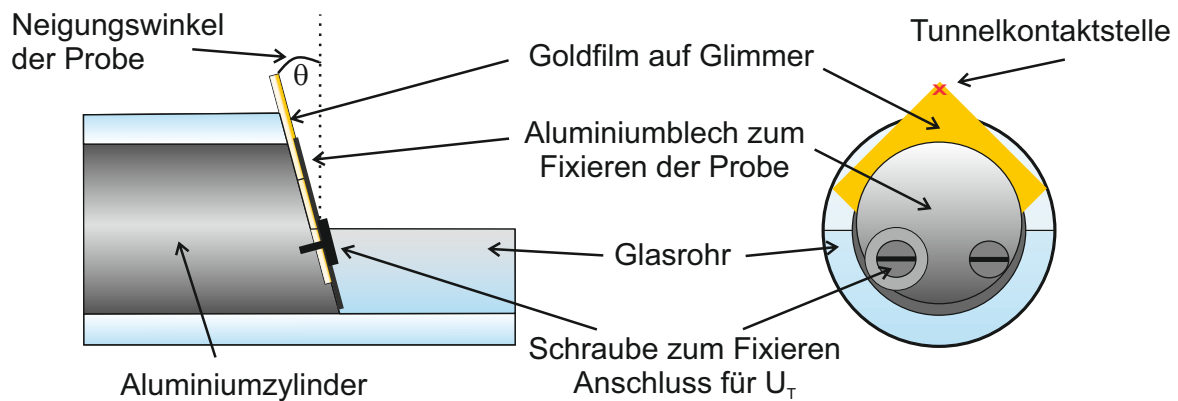 Neigungswinkel
der Probe
θ
Goldfilm auf Glimmer
Aluminiumblech zum
Fixieren der Probe
Glasrohr
Schraube zum Fixieren
Anschluss für U_T
Aluminiumzylinder
Tunnelkontaktstelle